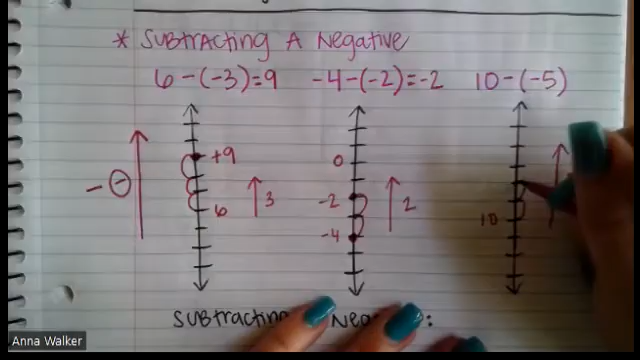 * Subtracting A Negative
6-(-3)=9 -4-(-2)=-2 10-(-5)
+9 0
- ⊖ 3 -2 2
6 -4 10
Subtracting
:
Anna Walker